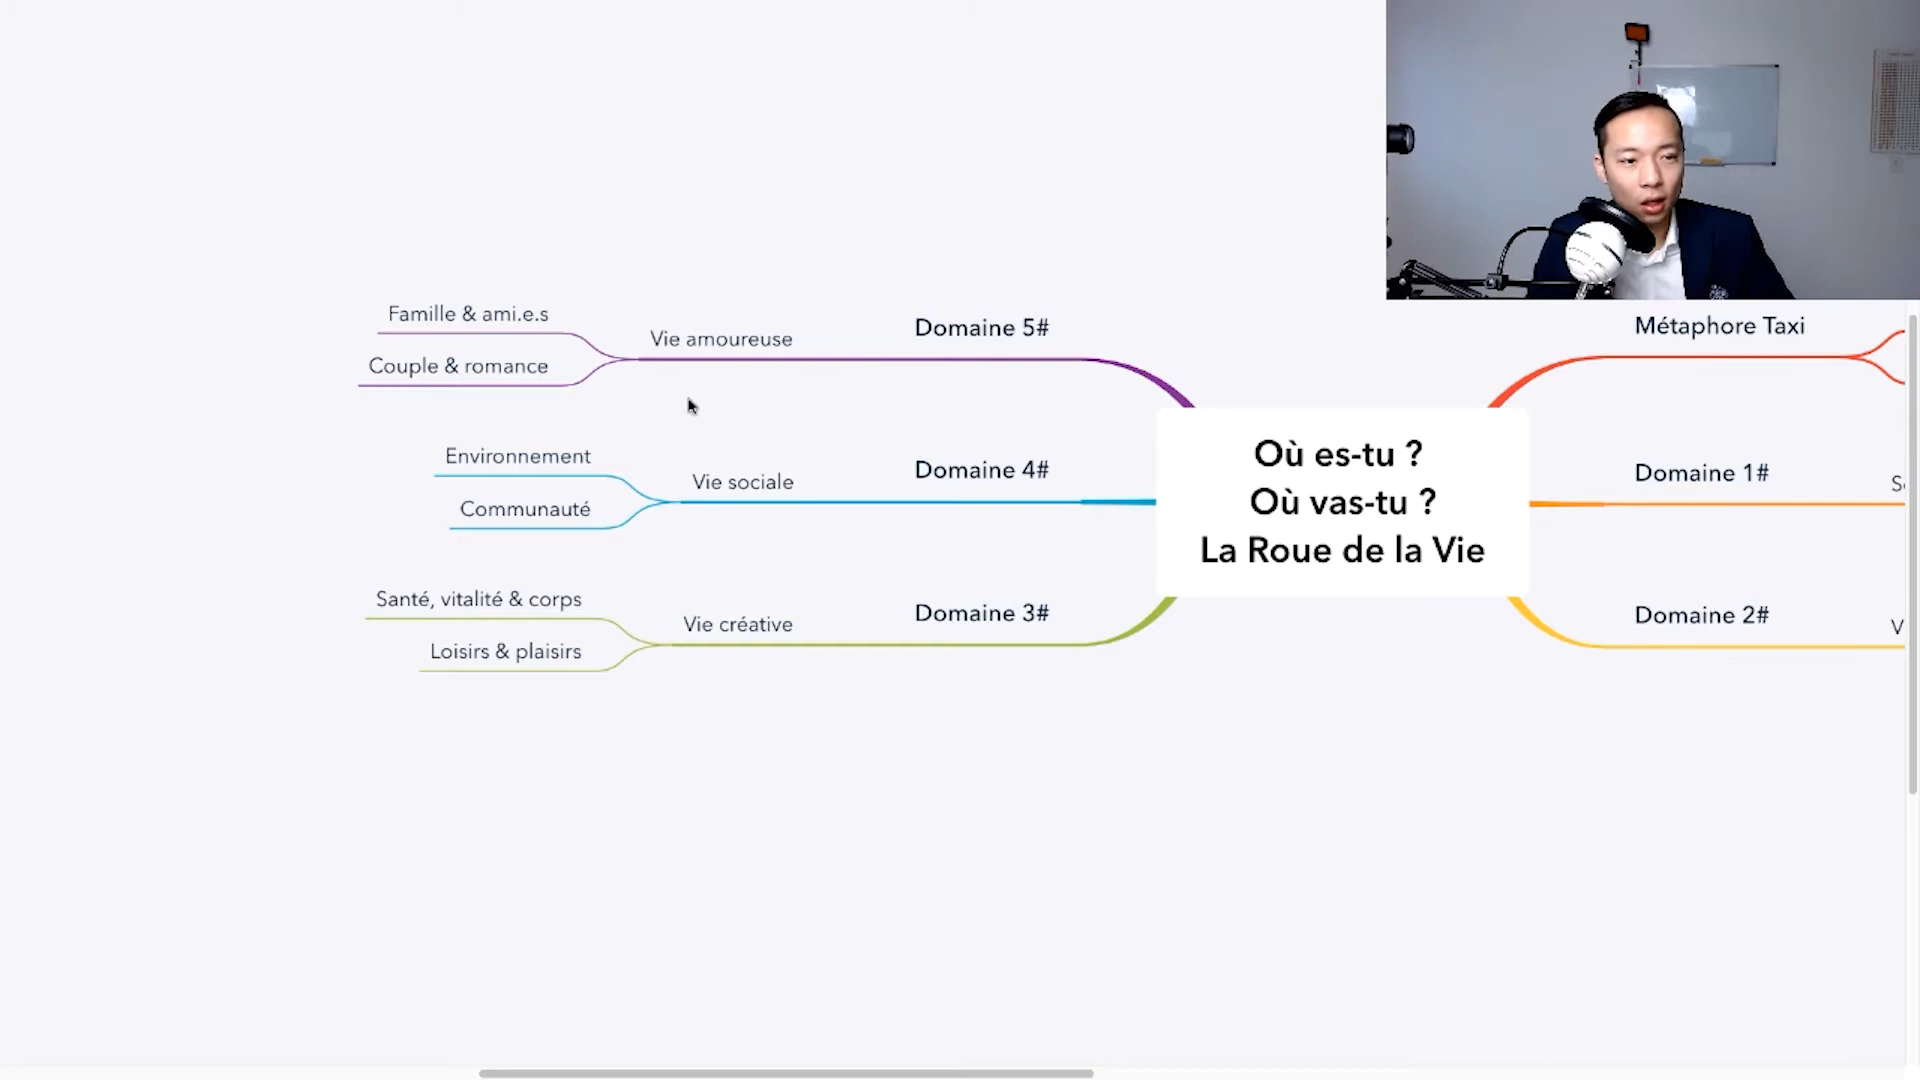 Famille & ami.e.s
Couple & romance
Vie amoureuse
Domaine 5#
Environnement
Communauté
Vie sociale
Domaine 4#
Santé, vitalité & corps
Loisirs & plaisirs
Vie créative
Domaine 3#
Où es-tu ?
Où vas-tu ?
La Roue de la Vie
Métaphore Taxi
Domaine 1#
Domaine 2#